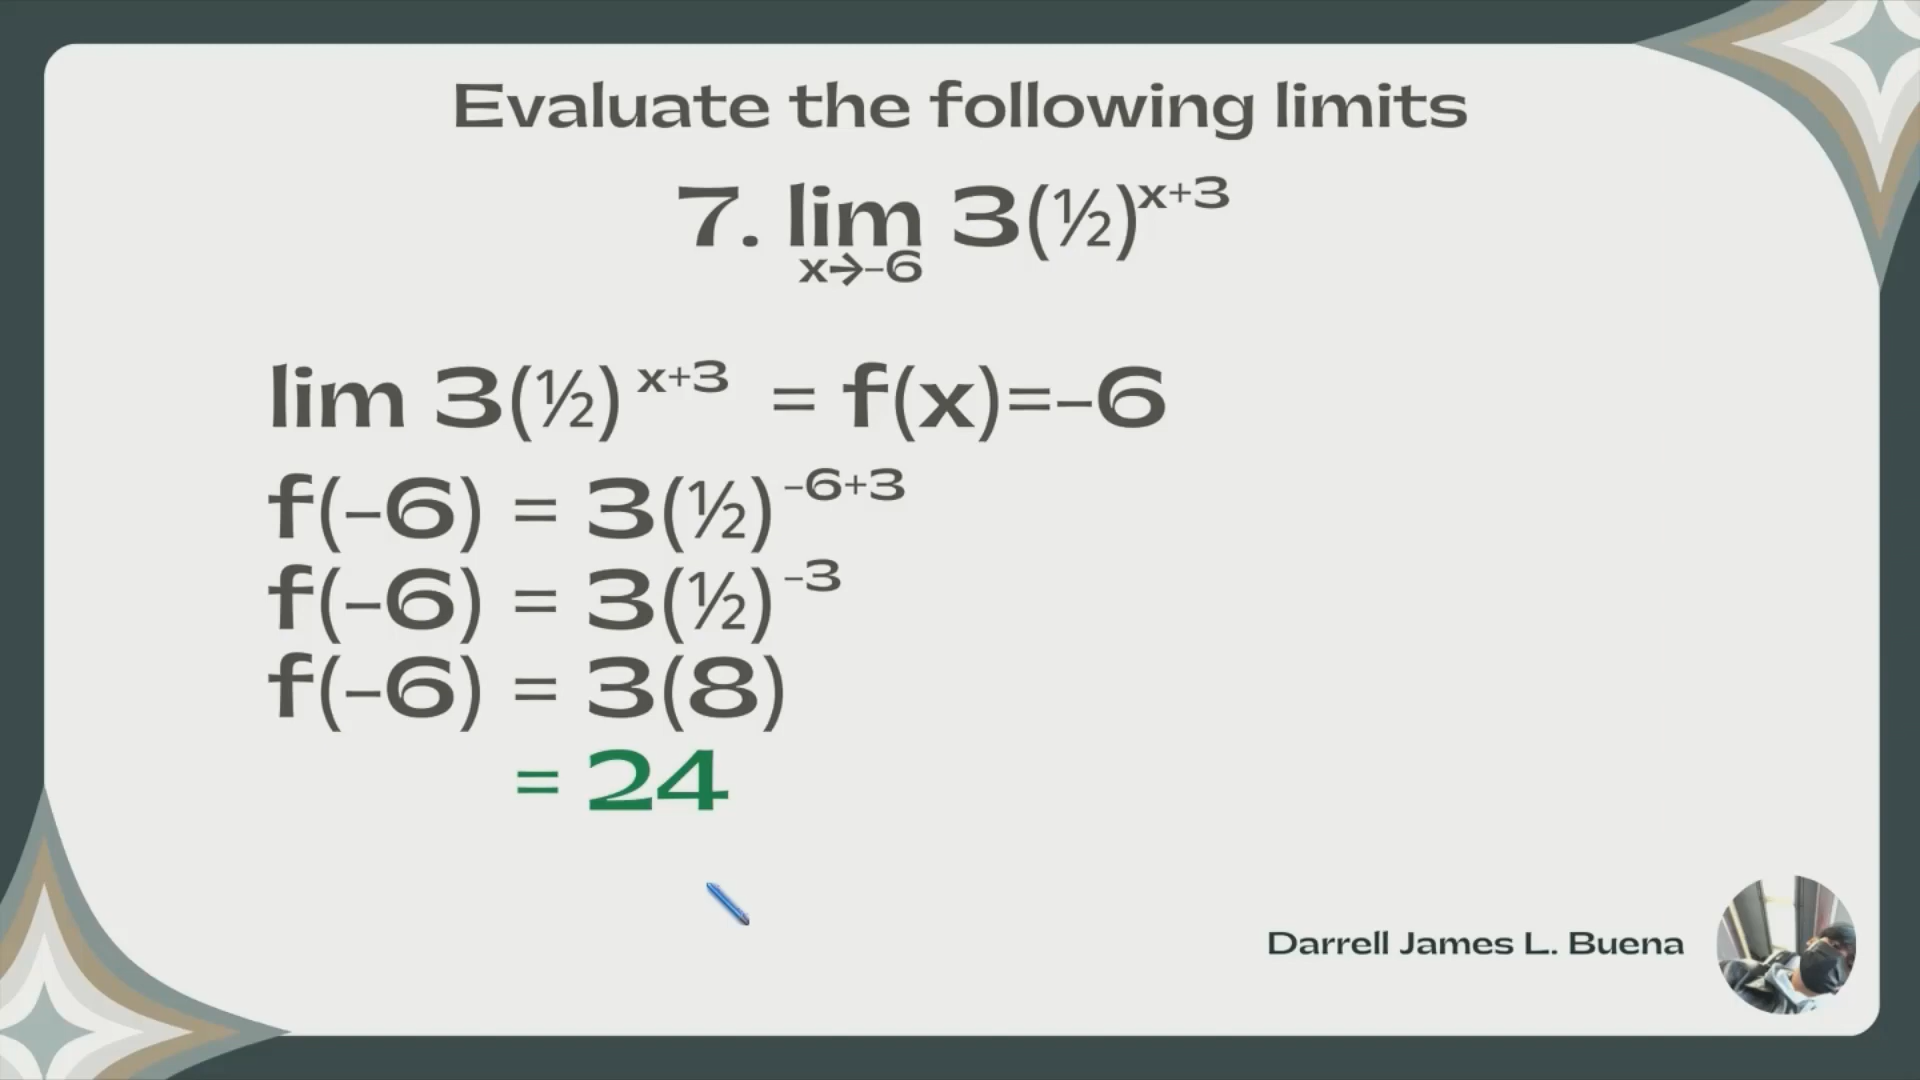 Evaluate the following limits
7. lim 3(½)ˣ⁺³
x→-6
lim 3(½) ˣ⁺³ = f(x)=-6
f(-6) = 3(½) ⁻⁶⁺³
f(-6) = 3(½) ⁻³
f(-6) = 3(8)
= 24
Darrell James L. Buena